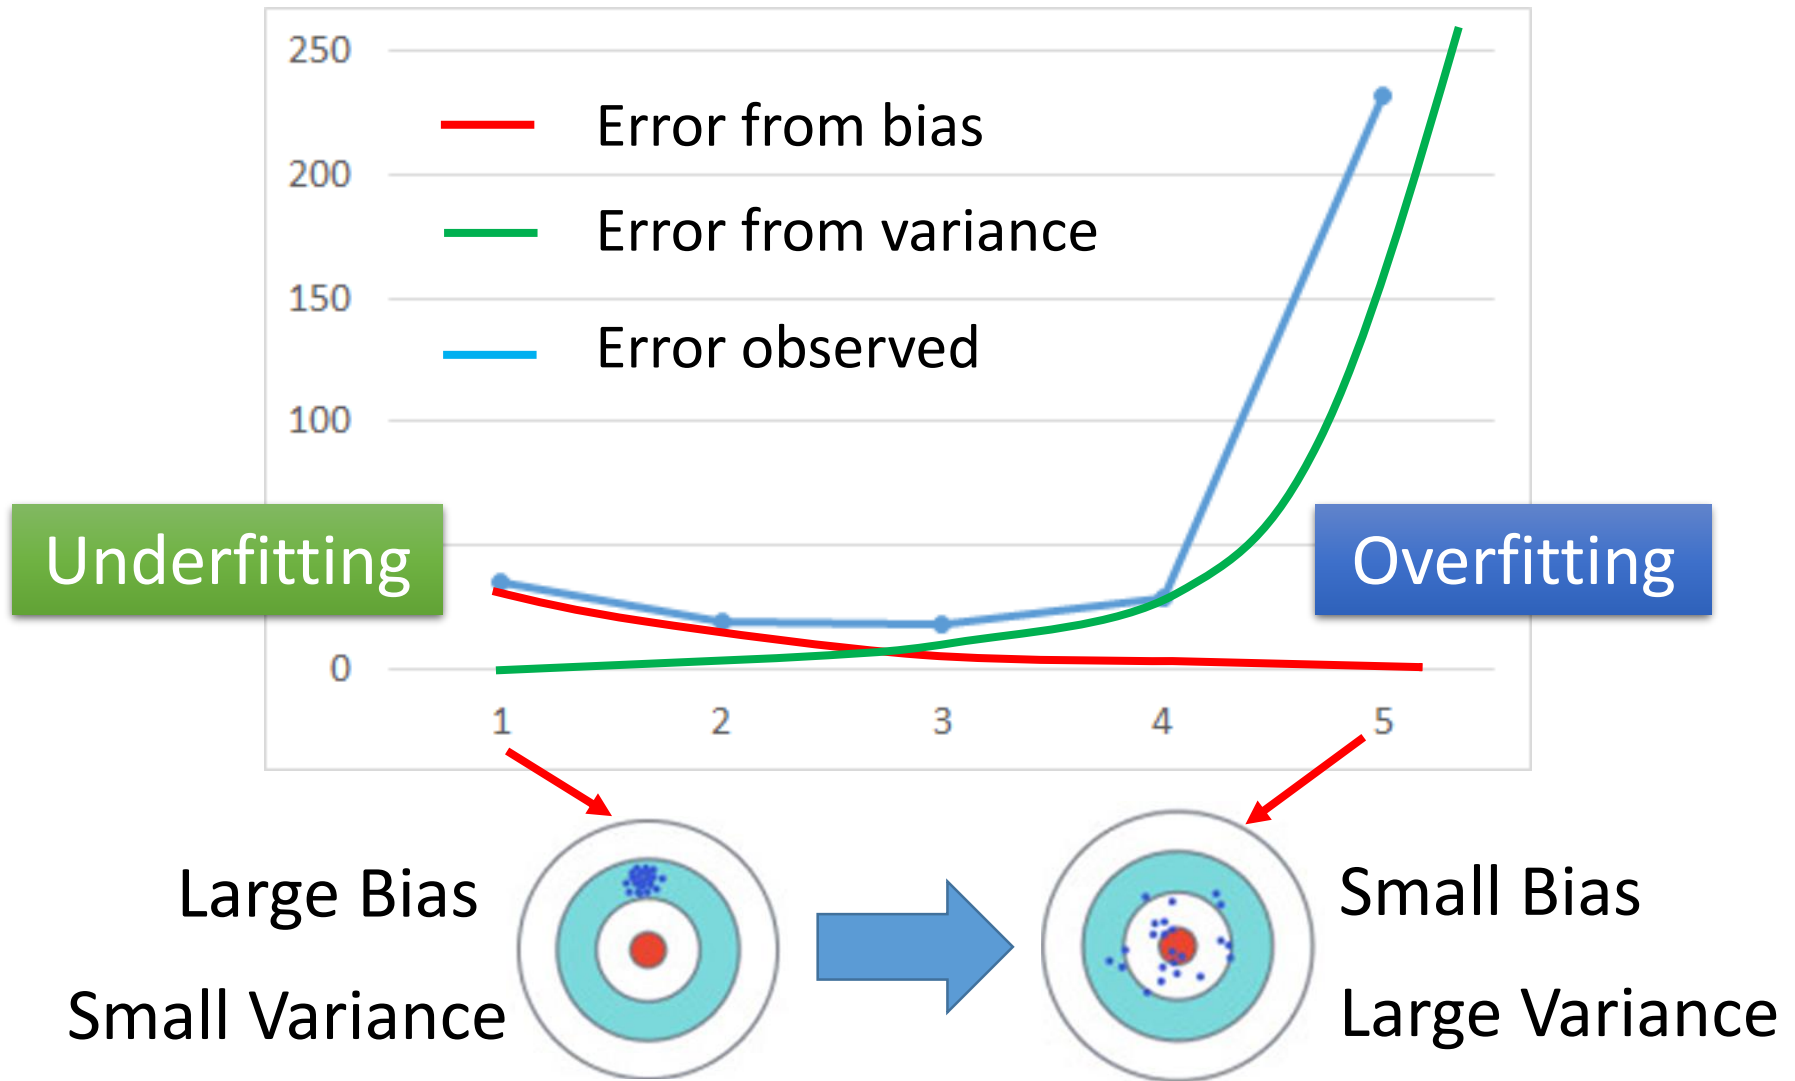 250
Error from bias
200
Error from variance
150
Error observed
100
Underfitting
Overfitting
0
1 2 3 4 5
Large Bias
Small Bias
Small Variance
Large Variance